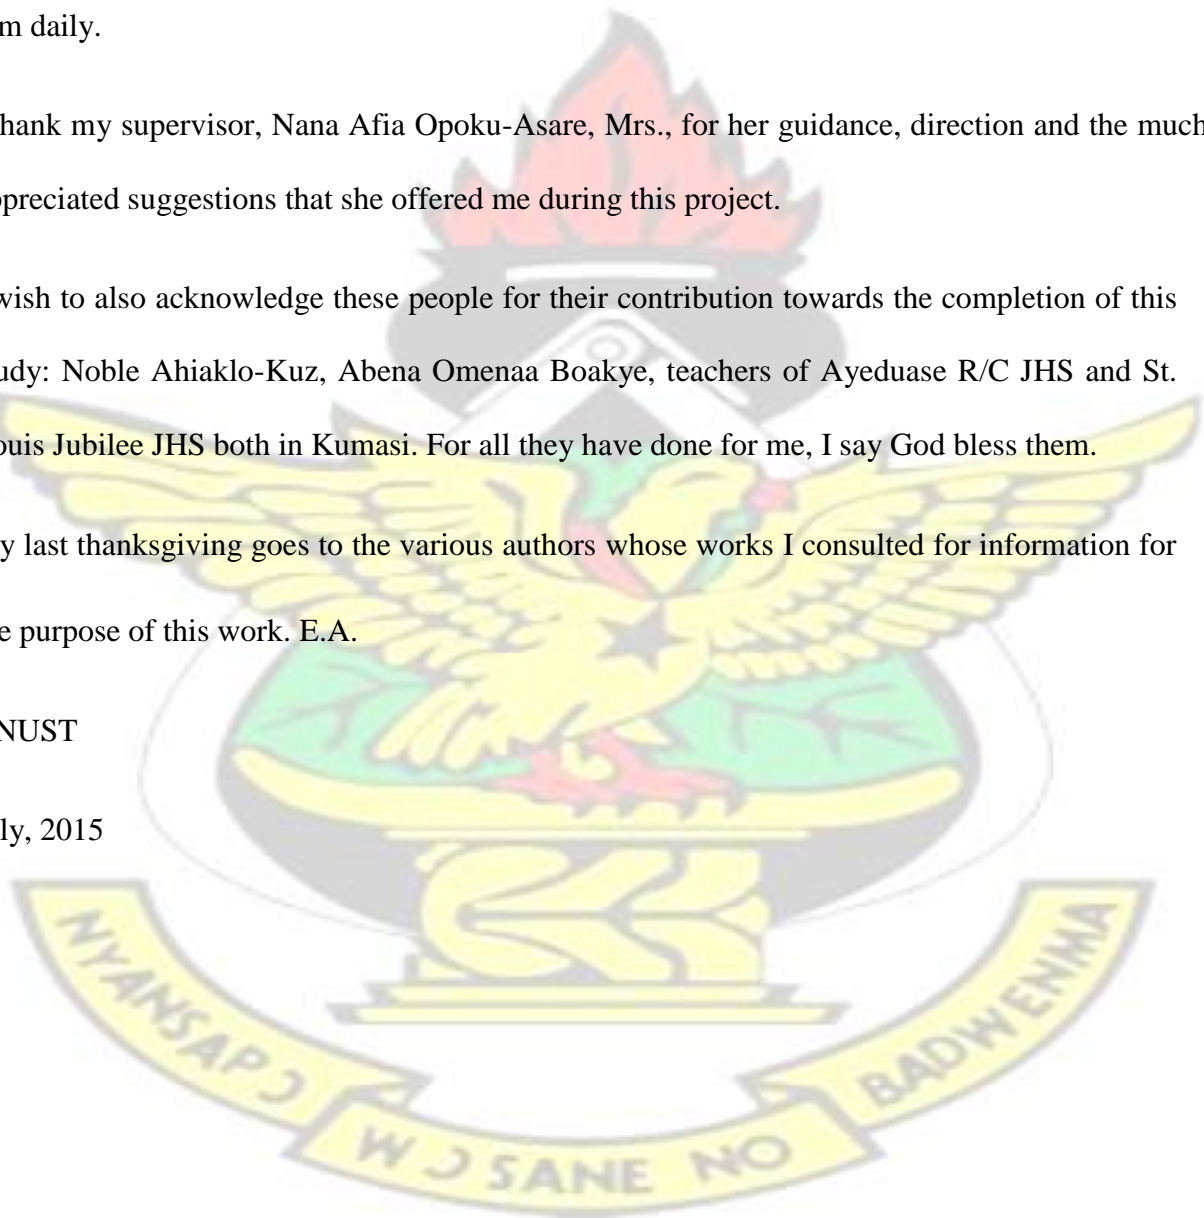 m daily.
hank my supervisor, Nana Afia Opoku-Asare, Mrs., for her guidance, direction and the much
ppreciated suggestions that she offered me during this project.
wish to also acknowledge these people for their contribution towards the completion of this
udy: Noble Ahiaklo-Kuz, Abena Omenaa Boakye, teachers of Ayeduase R/C JHS and St.
ouis Jubilee JHS both in Kumasi. For all they have done for me, I say God bless them.
y last thanksgiving goes to the various authors whose works I consulted for information for
e purpose of this work. E.A.
NUST
ly, 2015
NYANSAPƆ WƆSANE NO BADWENMA